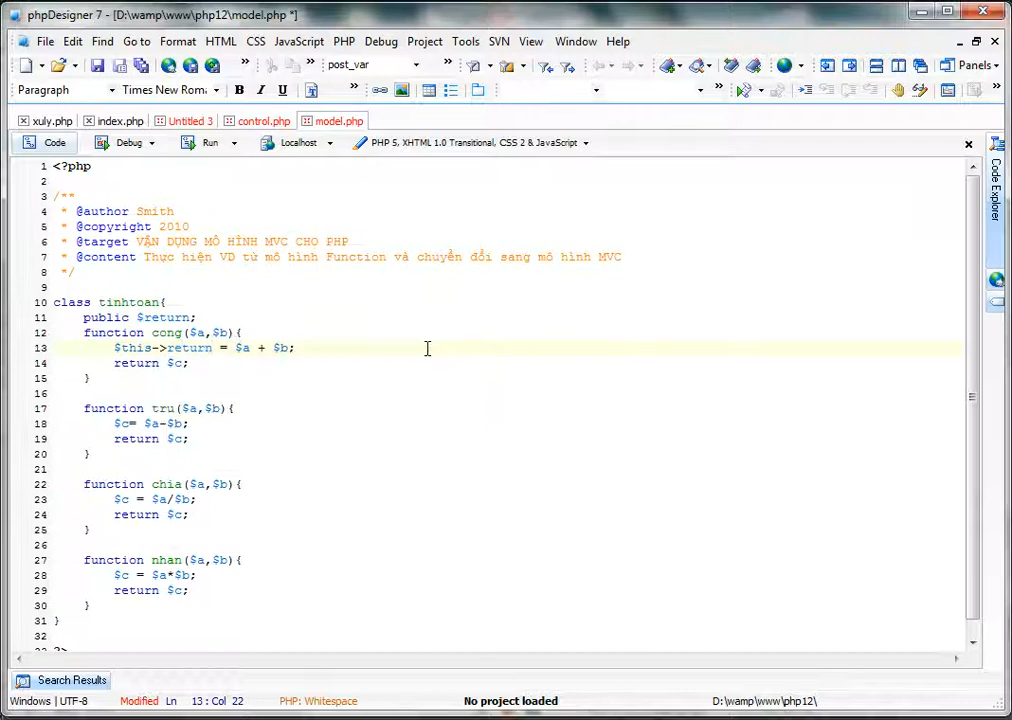 phpDesigner 7 - [D:\wamp\www\php12\model.php *]
File Edit Find Go to Format HTML CSS JavaScript PHP Debug Project Tools SVN View Window Help
post_var Panels
Paragraph Times New Roma
xuly.php index.php Untitled 3 control.php model.php
Code Debug Run Localhost PHP 5, XHTML 1.0 Transitional, CSS 2 & JavaScript
Code Explorer
1 <?php
2
3 /**
4 * @author Smith
5 * @copyright 2010
6 * @target VẬN DỤNG MÔ HÌNH MVC CHO PHP
7 * @content Thực hiện VD từ mô hình Function và chuyển đổi sang mô hình MVC
8 */
9
10 class tinhtoan{
11 public $return;
12 function cong($a,$b){
13 $this->return = $a + $b;
14 return $c;
15 }
16
17 function tru($a,$b){
18 $c= $a-$b;
19 return $c;
20 }
21
22 function chia($a,$b){
23 $c = $a/$b;
24 return $c;
25 }
26
27 function nhan($a,$b){
28 $c = $a*$b;
29 return $c;
30 }
31 }
32
Search Results
Windows | UTF-8 Modified Ln 13 : Col 22 PHP: Whitespace No project loaded D:\wamp\www\php12\